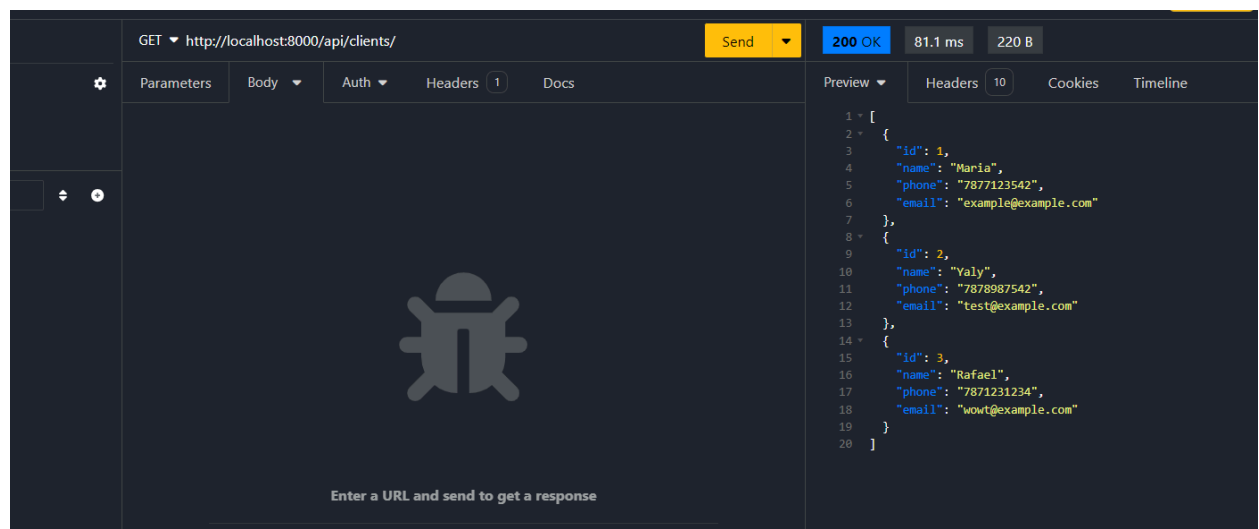 GET http://localhost:8000/api/clients/
Send
200 OK 81.1 ms 220 B
Parameters Body Auth Headers 1 Docs
Preview Headers 10 Cookies Timeline
1 [
2 {
3 "id": 1,
4 "name": "Maria",
5 "phone": "7877123542",
6 "email": "example@example.com"
7 },
8 {
9 "id": 2,
10 "name": "Yaly",
11 "phone": "7878987542",
12 "email": "test@example.com"
13 },
14 {
15 "id": 3,
16 "name": "Rafael",
17 "phone": "7871231234",
18 "email": "wowt@example.com"
19 }
20 ]
Enter a URL and send to get a response